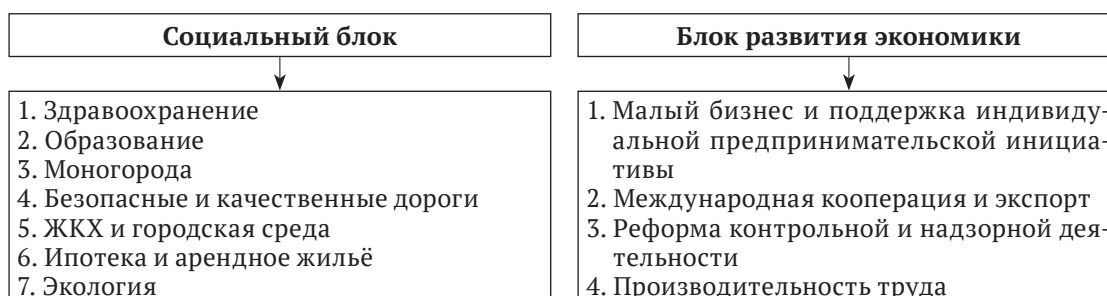 Социальный блок
1. Здравоохранение
2. Образование
3. Моногорода
4. Безопасные и качественные дороги
5. ЖКХ и городская среда
6. Ипотека и арендное жильё
7. Экология
Блок развития экономики
1. Малый бизнес и поддержка индивиду-
альной предпринимательской инициа-
тивы
2. Международная кооперация и экспорт
3. Реформа контрольной и надзорной дея-
тельности
4. Производительность труда